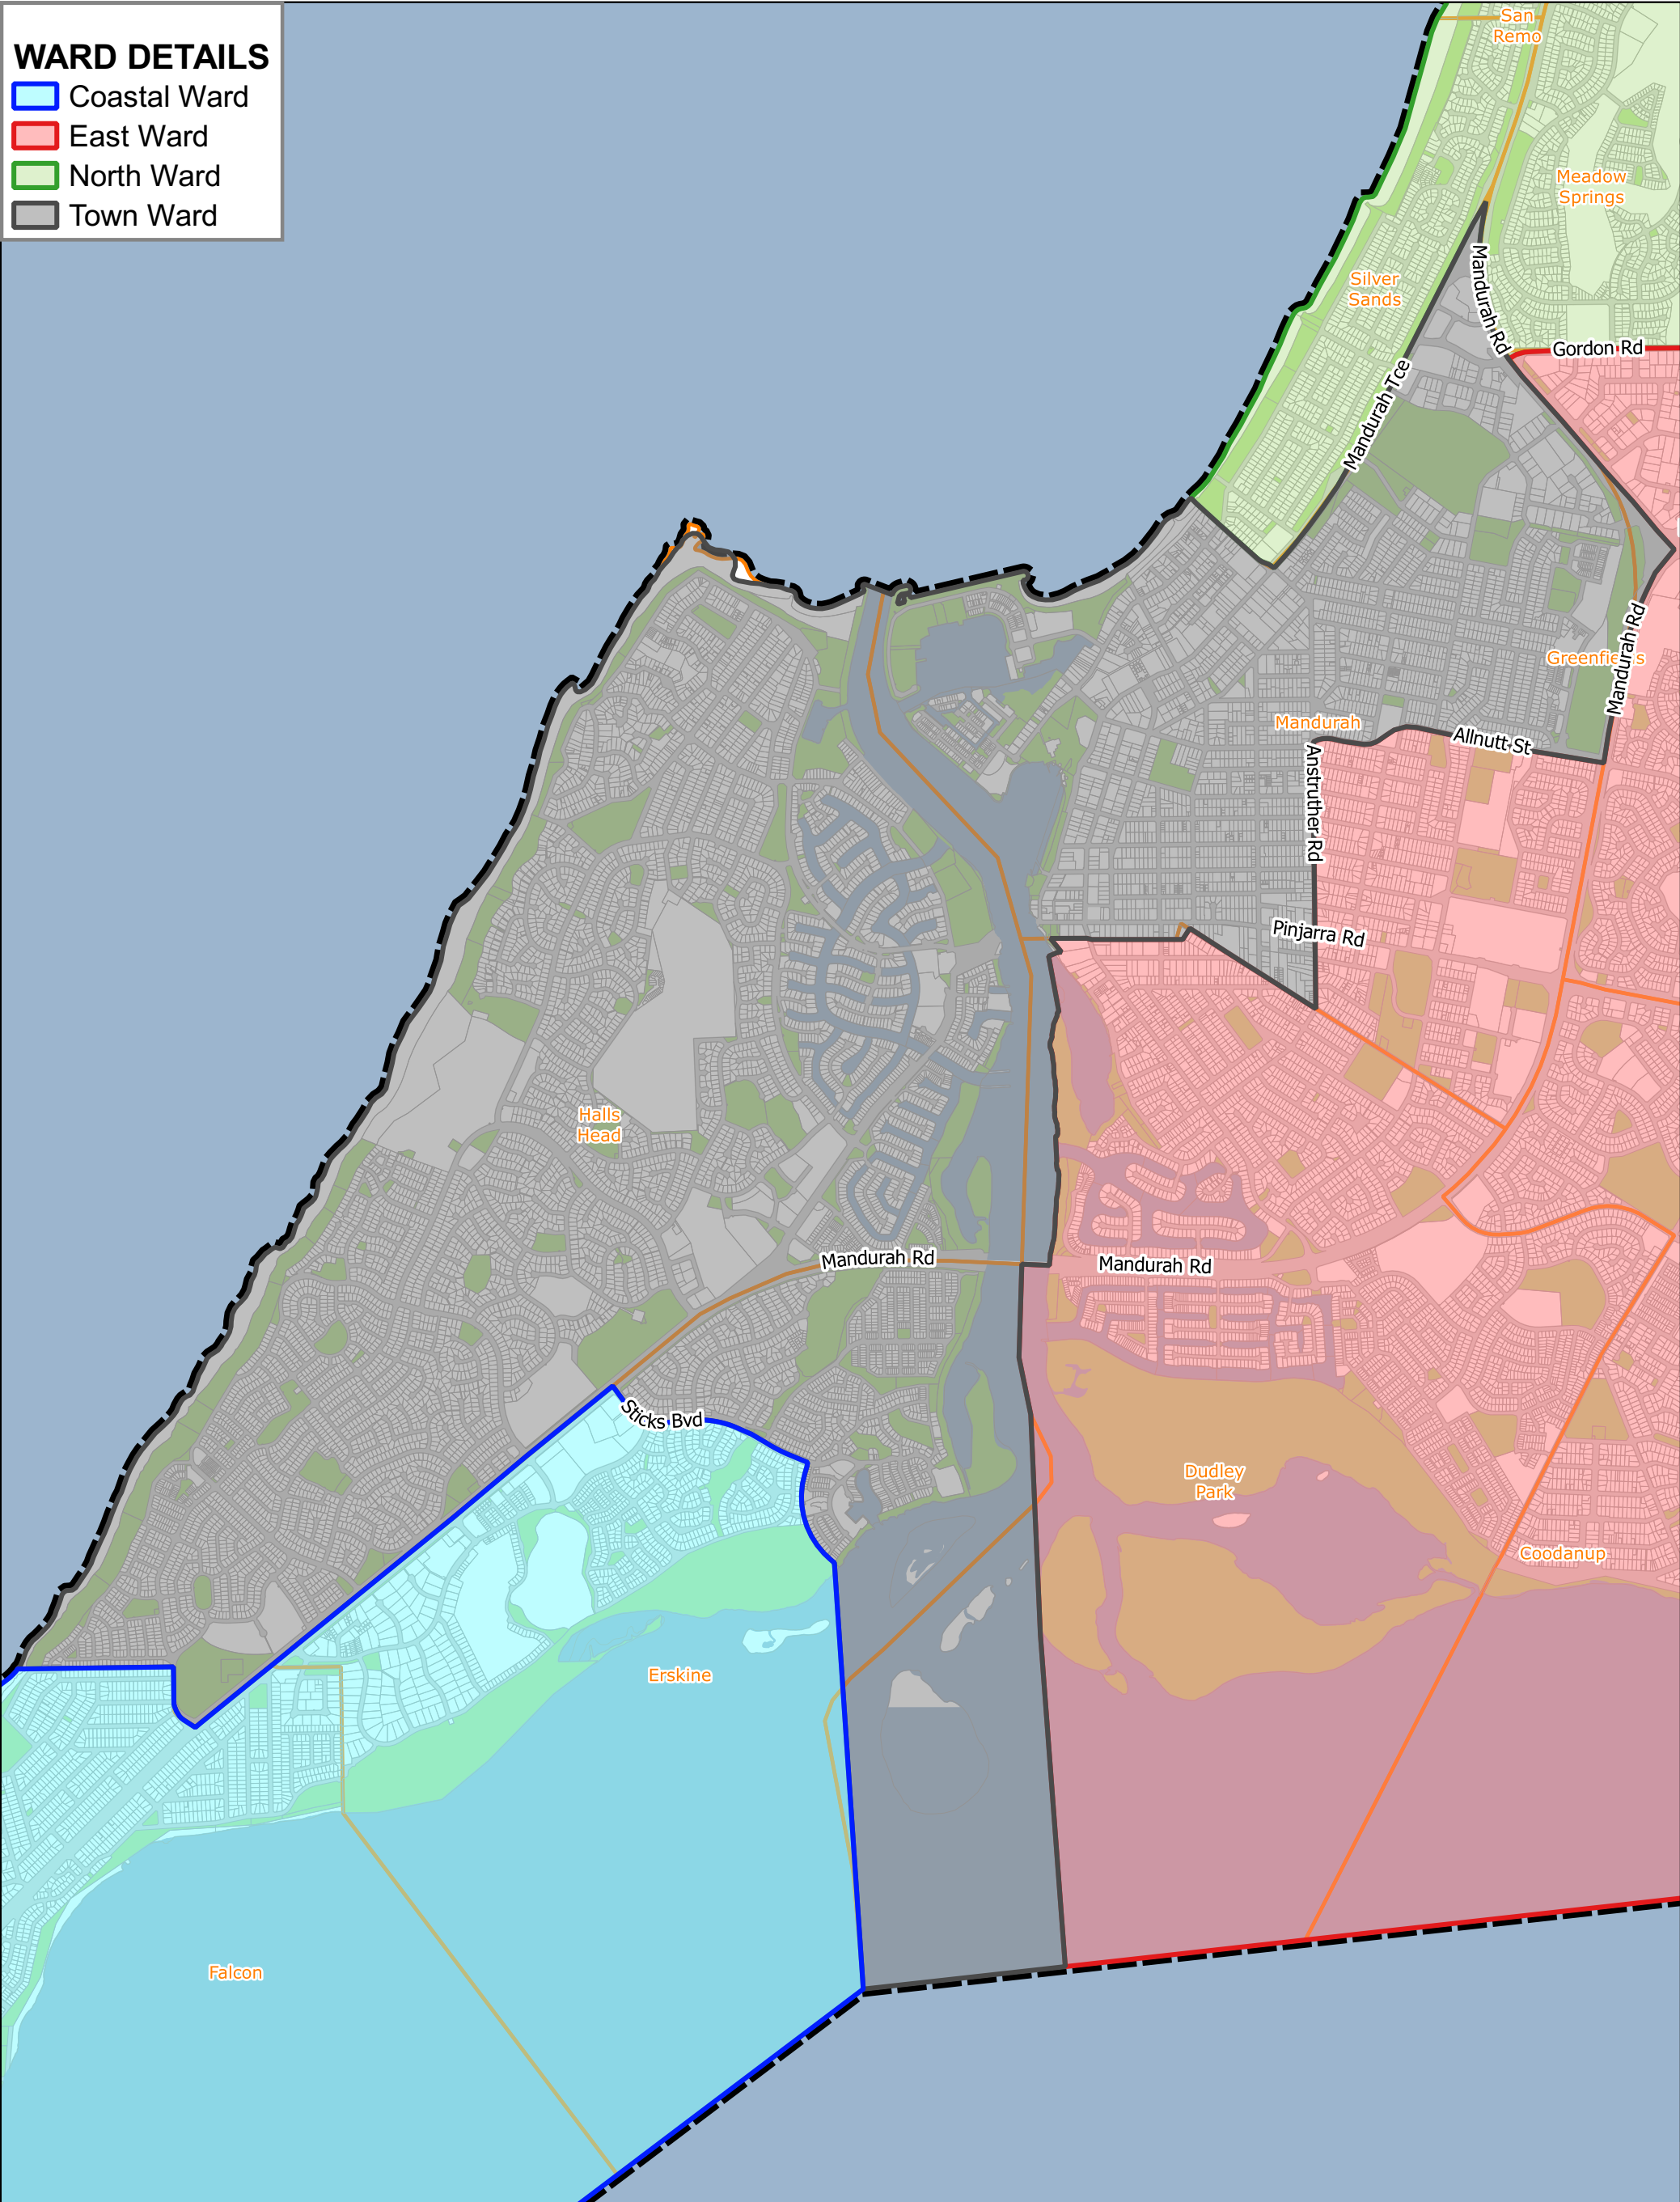 WARD DETAILS
Coastal Ward
East Ward
North Ward
Town Ward
San
Remo
Meadow
Springs
Silver
Sands
Mandurah Rd
Gordon Rd
Mandurah Tce
Mandurah Rd
Greenfields
Mandurah
Allnutt St
Anstruther Rd
Pinjarra Rd
Halls
Head
Mandurah Rd
Mandurah Rd
Sticks Bvd
Dudley
Park
Coodanup
Erskine
Falcon